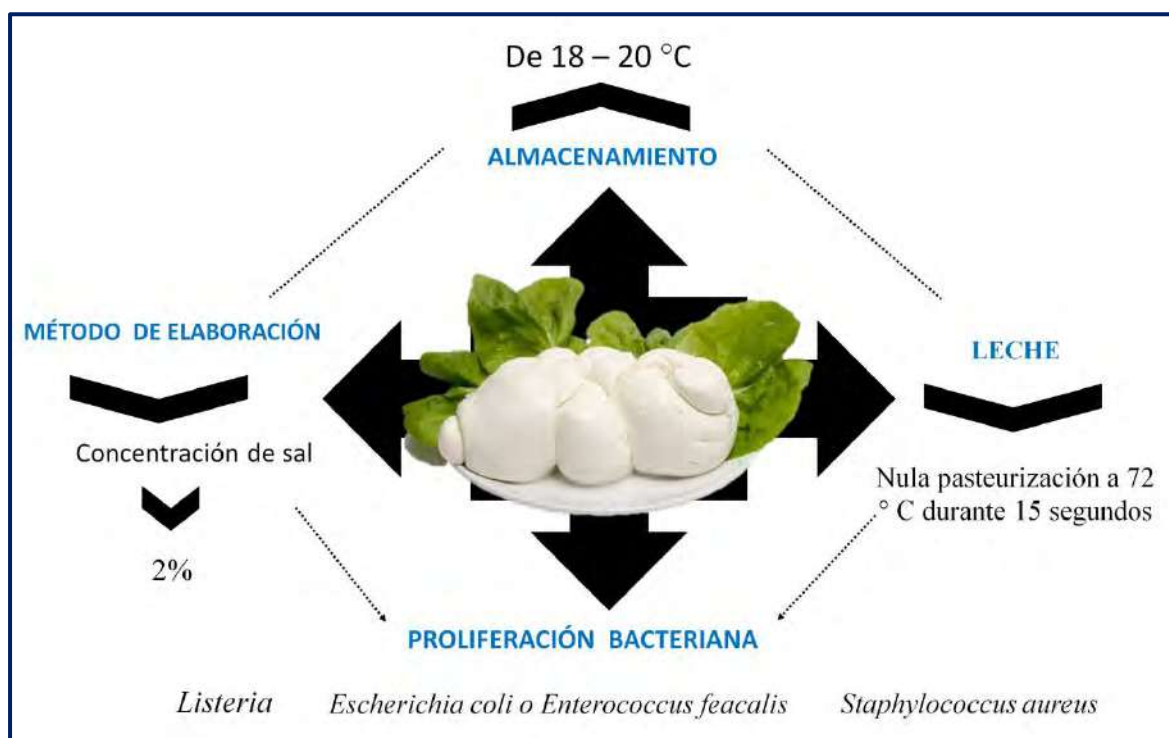 De 18 – 20 °C
ALMACENAMIENTO
MÉTODO DE ELABORACIÓN
Concentración de sal
2%
LECHE
Nula pasteurización a 72
° C durante 15 segundos
PROLIFERACIÓN BACTERIANA
Listeria
Escherichia coli o Enterococcus feacalis
Staphylococcus aureus